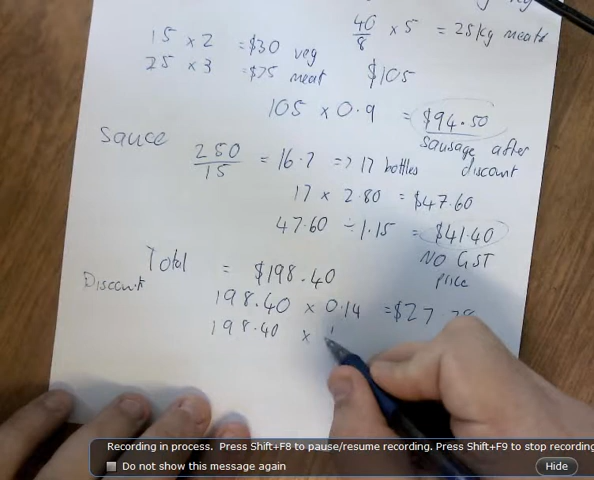 veg
15 x 2 = $30 veg
40/8 x 5 = 25kg meats
25 x 3 = $75 meat
$105
105 x 0.9 = $94.50
Sauce
sausage after discount
250/15 = 16.7 => 17 bottles
17 x 2.80 = $47.60
47.60 ÷ 1.15 = $41.40
NO GST price
Total = $198.40
Discount
198.40 x 0.14 = $27.78
198.40 x
Recording in process. Press Shift+F8 to pause/resume recording. Press Shift+F9 to stop recording
Do not show this message again
Hide